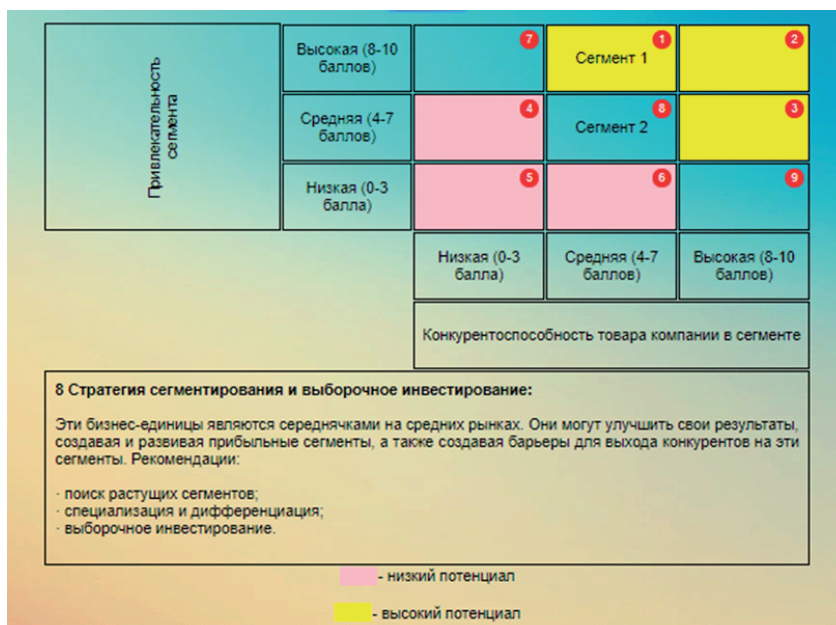 Привлекательность
сегмента
Высокая (8-10
баллов)
7
Сегмент 1
1
2
Средняя (4-7
баллов)
4
Сегмент 2
8
3
Низкая (0-3
балла)
5
6
9
Низкая (0-3
балла)
Средняя (4-7
баллов)
Высокая (8-10
баллов)
Конкурентоспособность товара компании в сегменте
8 Стратегия сегментирования и выборочное инвестирование:
Эти бизнес-единицы являются середнячками на средних рынках. Они могут улучшить свои результаты,
создавая и развивая прибыльные сегменты, а также создавая барьеры для выхода конкурентов на эти
сегменты. Рекомендации:
· поиск растущих сегментов;
· специализация и дифференциация;
· выборочное инвестирование.
- низкий потенциал
- высокий потенциал